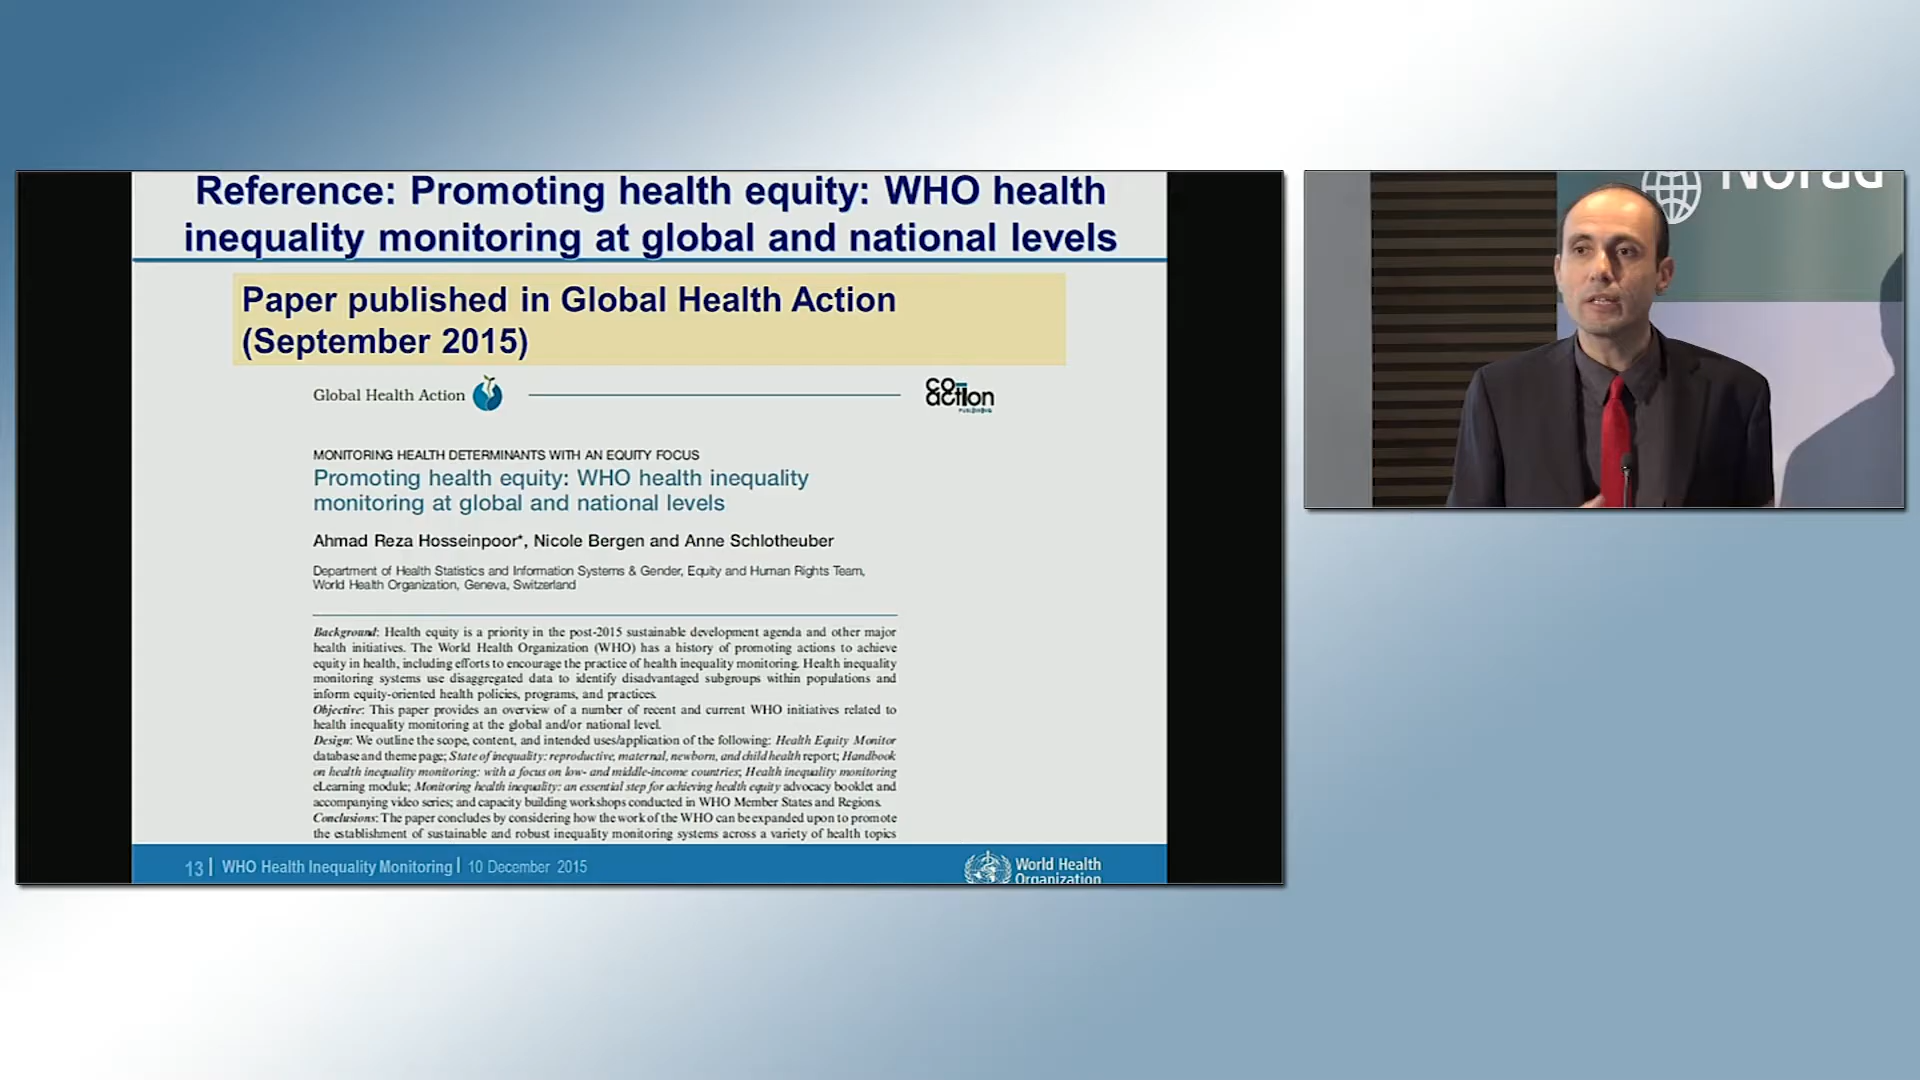 Reference: Promoting health equity: WHO health
inequality monitoring at global and national levels
Paper published in Global Health Action
(September 2015)
Global Health Action
co-
action
PUBLISHING
MONITORING HEALTH DETERMINANTS WITH AN EQUITY FOCUS
Promoting health equity: WHO health inequality
monitoring at global and national levels
Ahmad Reza Hosseinpoor*, Nicole Bergen and Anne Schlotheuber
Department of Health Statistics and Information Systems & Gender, Equity and Human Rights Team,
World Health Organization, Geneva, Switzerland
Background: Health equity is a priority in the post-2015 sustainable development agenda and other major
health initiatives. The World Health Organization (WHO) has a history of promoting actions to achieve
equity in health, including efforts to encourage the practice of health inequality monitoring. Health inequality
monitoring systems use disaggregated data to identify disadvantaged subgroups within populations and
inform equity-oriented health policies, programs, and practices.
Objective: This paper provides an overview of a number of recent and current WHO initiatives related to
health inequality monitoring at the global and/or national level.
Design: We outline the scope, content, and intended uses/application of the following: Health Equity Monitor
database and theme page; State of inequality: reproductive, maternal, newborn, and child health report; Handbook
on health inequality monitoring: with a focus on low- and middle-income countries; Health inequality monitoring
eLearning module; Monitoring health inequality: an essential step for achieving health equity advocacy booklet and
accompanying video series; and capacity building workshops conducted in WHO Member States and Regions.
Conclusions: The paper concludes by considering how the work of the WHO can be expanded upon to promote
the establishment of sustainable and robust inequality monitoring systems across a variety of health topics
13 | WHO Health Inequality Monitoring | 10 December 2015
World Health
Organization
Norad